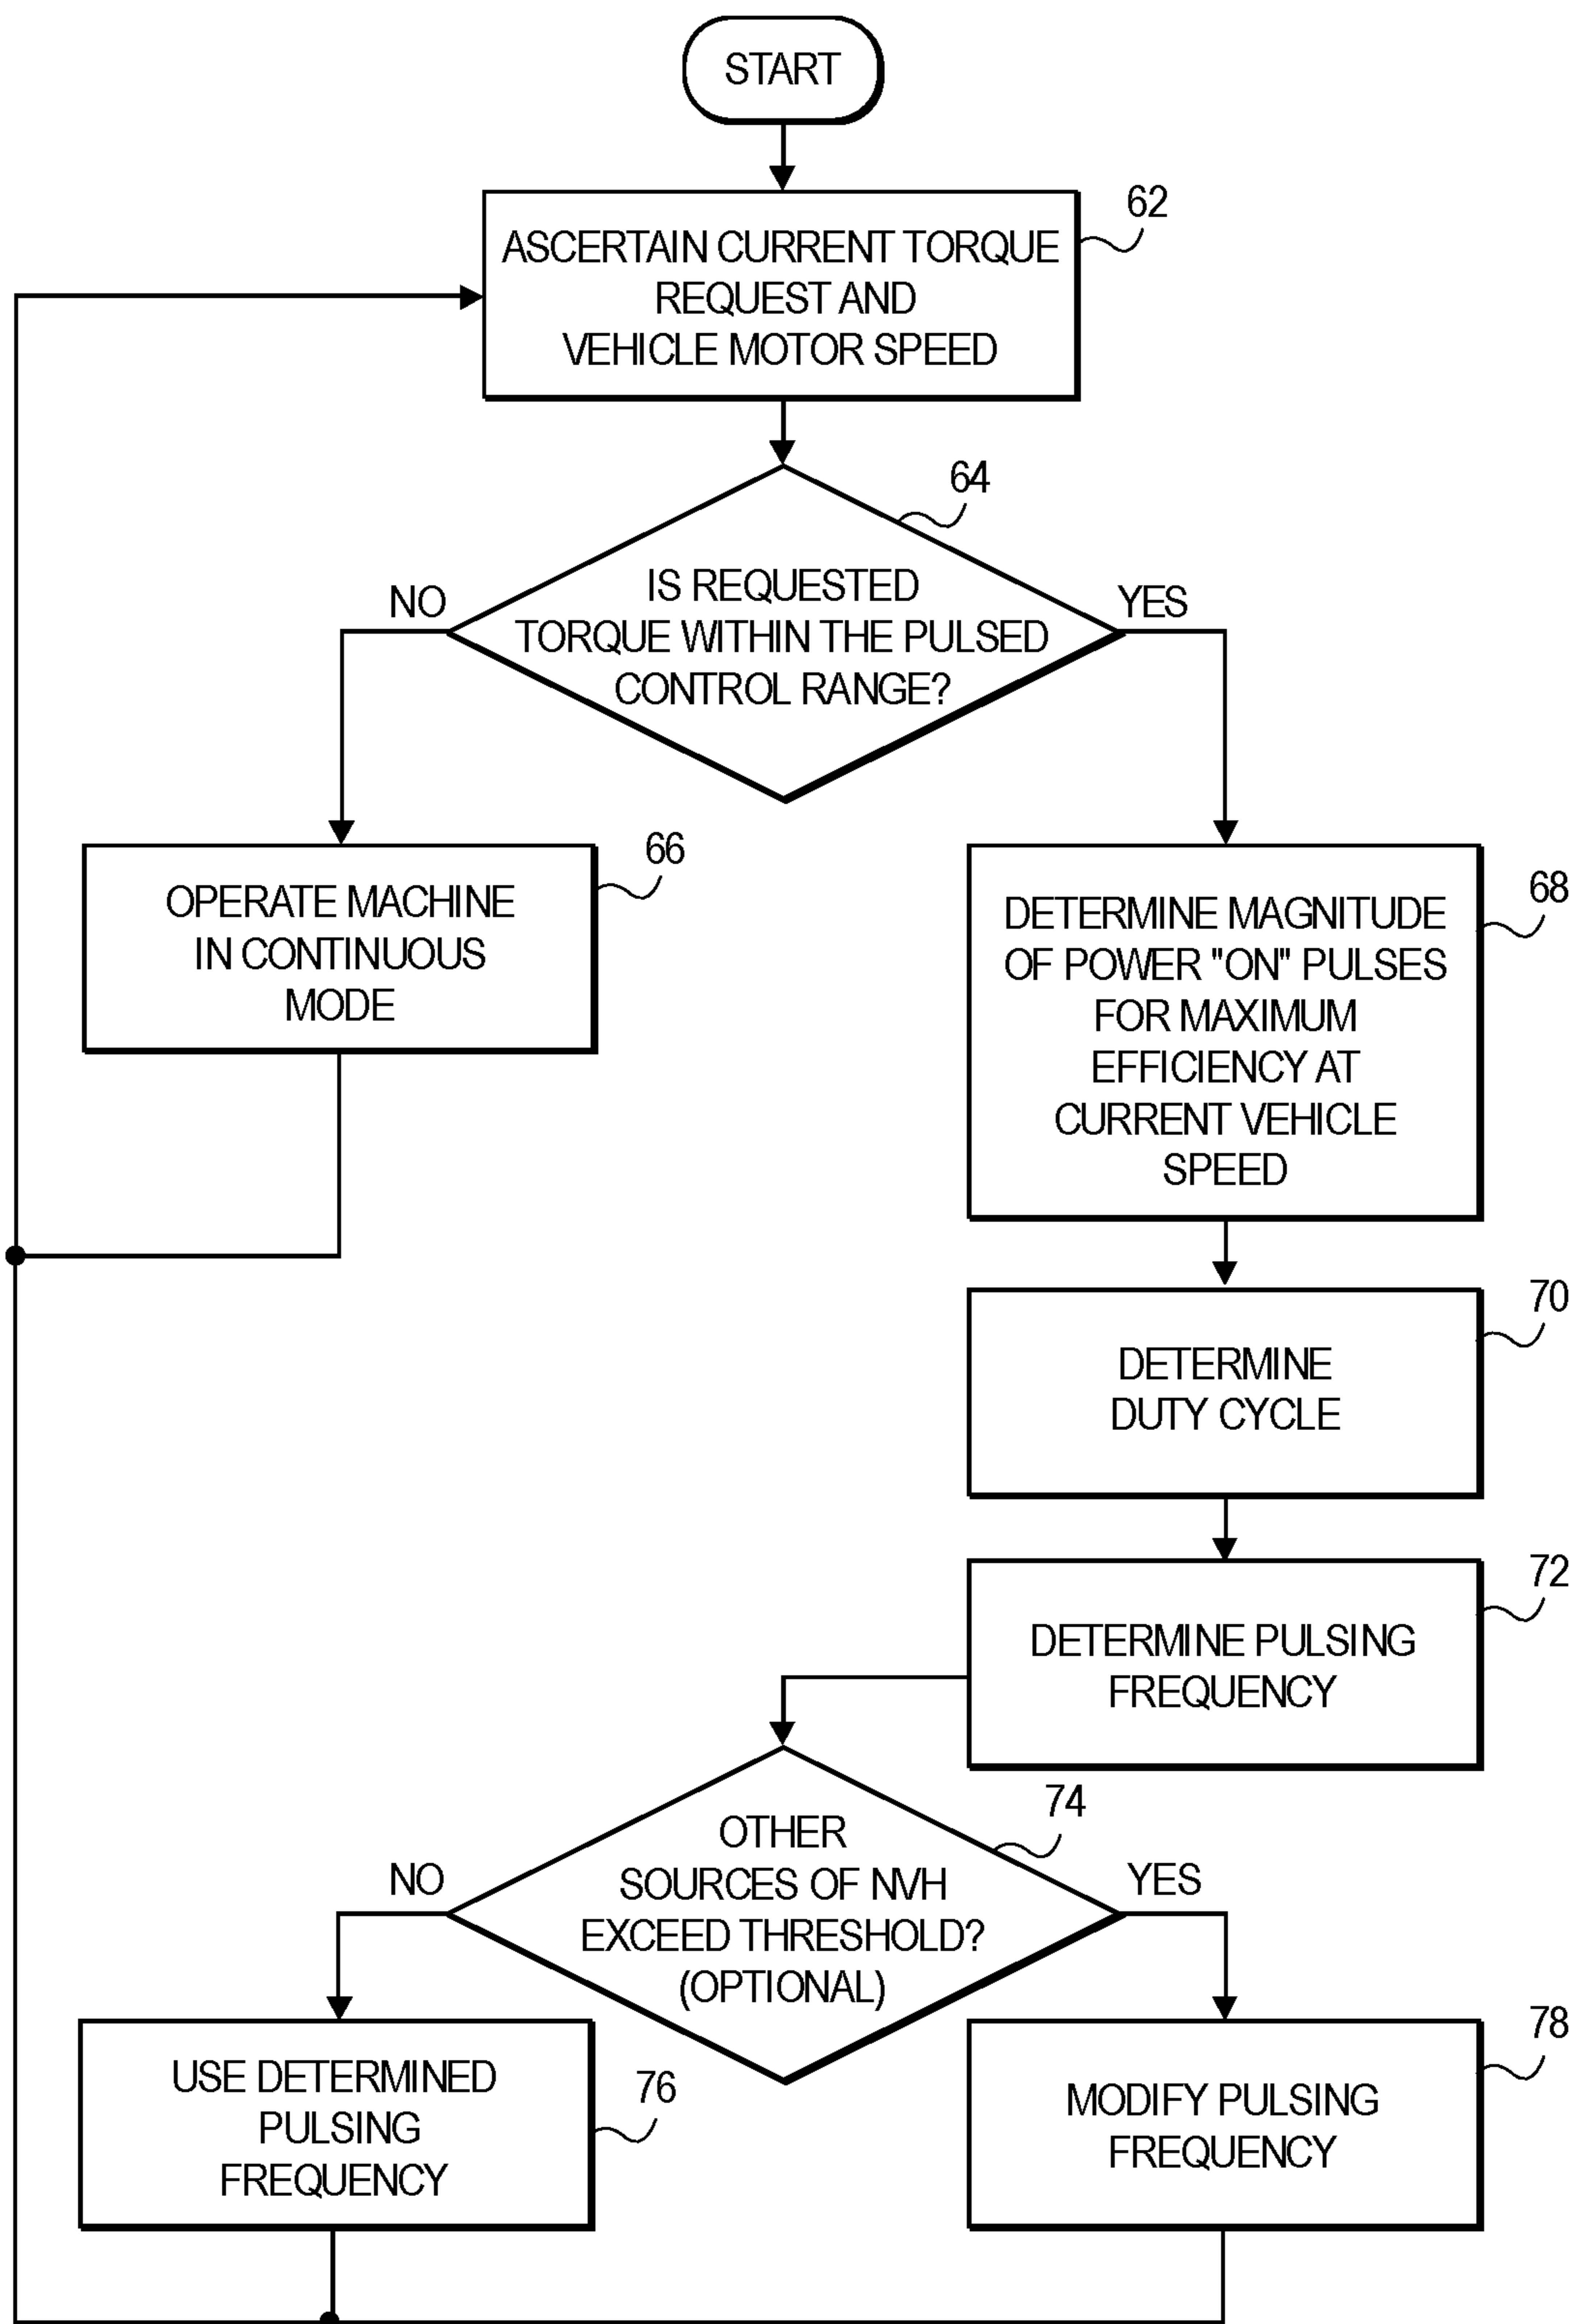 START
62
ASCERTAIN CURRENT TORQUE
REQUEST AND
VEHICLE MOTOR SPEED
64
IS REQUESTED
TORQUE WITHIN THE PULSED
CONTROL RANGE?
NO
YES
66
OPERATE MACHINE
IN CONTINUOUS
MODE
68
DETERMINE MAGNITUDE
OF POWER "ON" PULSES
FOR MAXIMUM
EFFICIENCY AT
CURRENT VEHICLE
SPEED
70
DETERMINE
DUTY CYCLE
72
DETERMINE PULSING
FREQUENCY
74
OTHER
SOURCES OF NVH
EXCEED THRESHOLD?
(OPTIONAL)
NO
YES
76
USE DETERMINED
PULSING
FREQUENCY
78
MODIFY PULSING
FREQUENCY